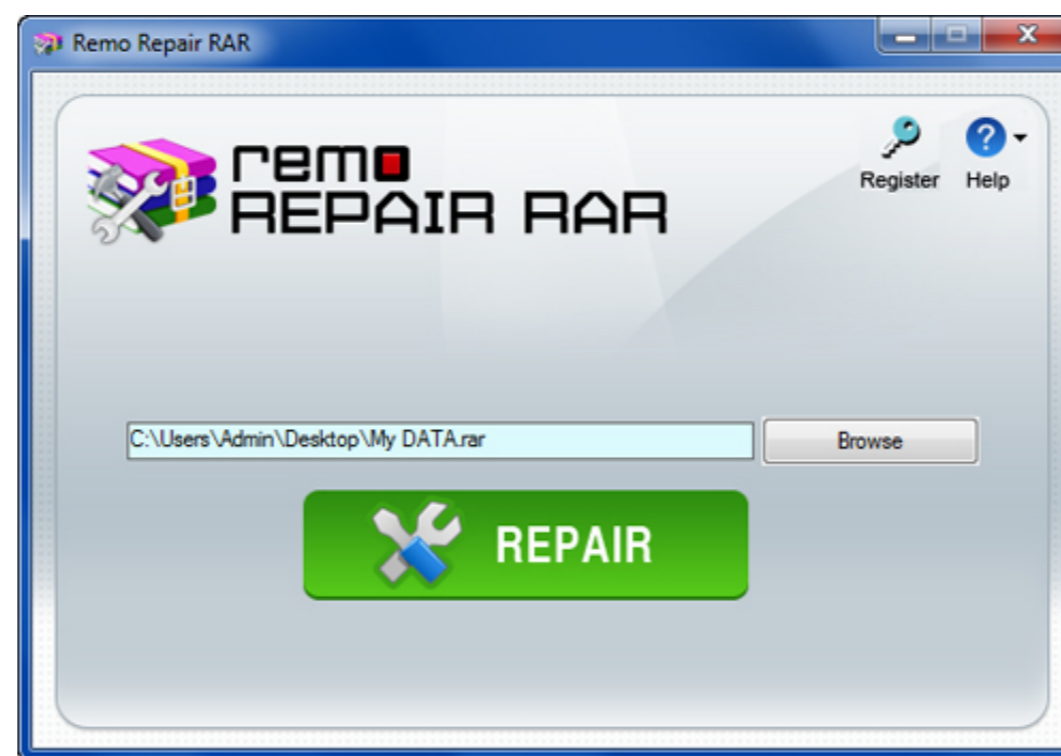 Remo Repair RAR
remo
REPAIR RAR
Register
Help
?
C:\Users\Admin\Desktop\My DATA.rar
Browse
REPAIR